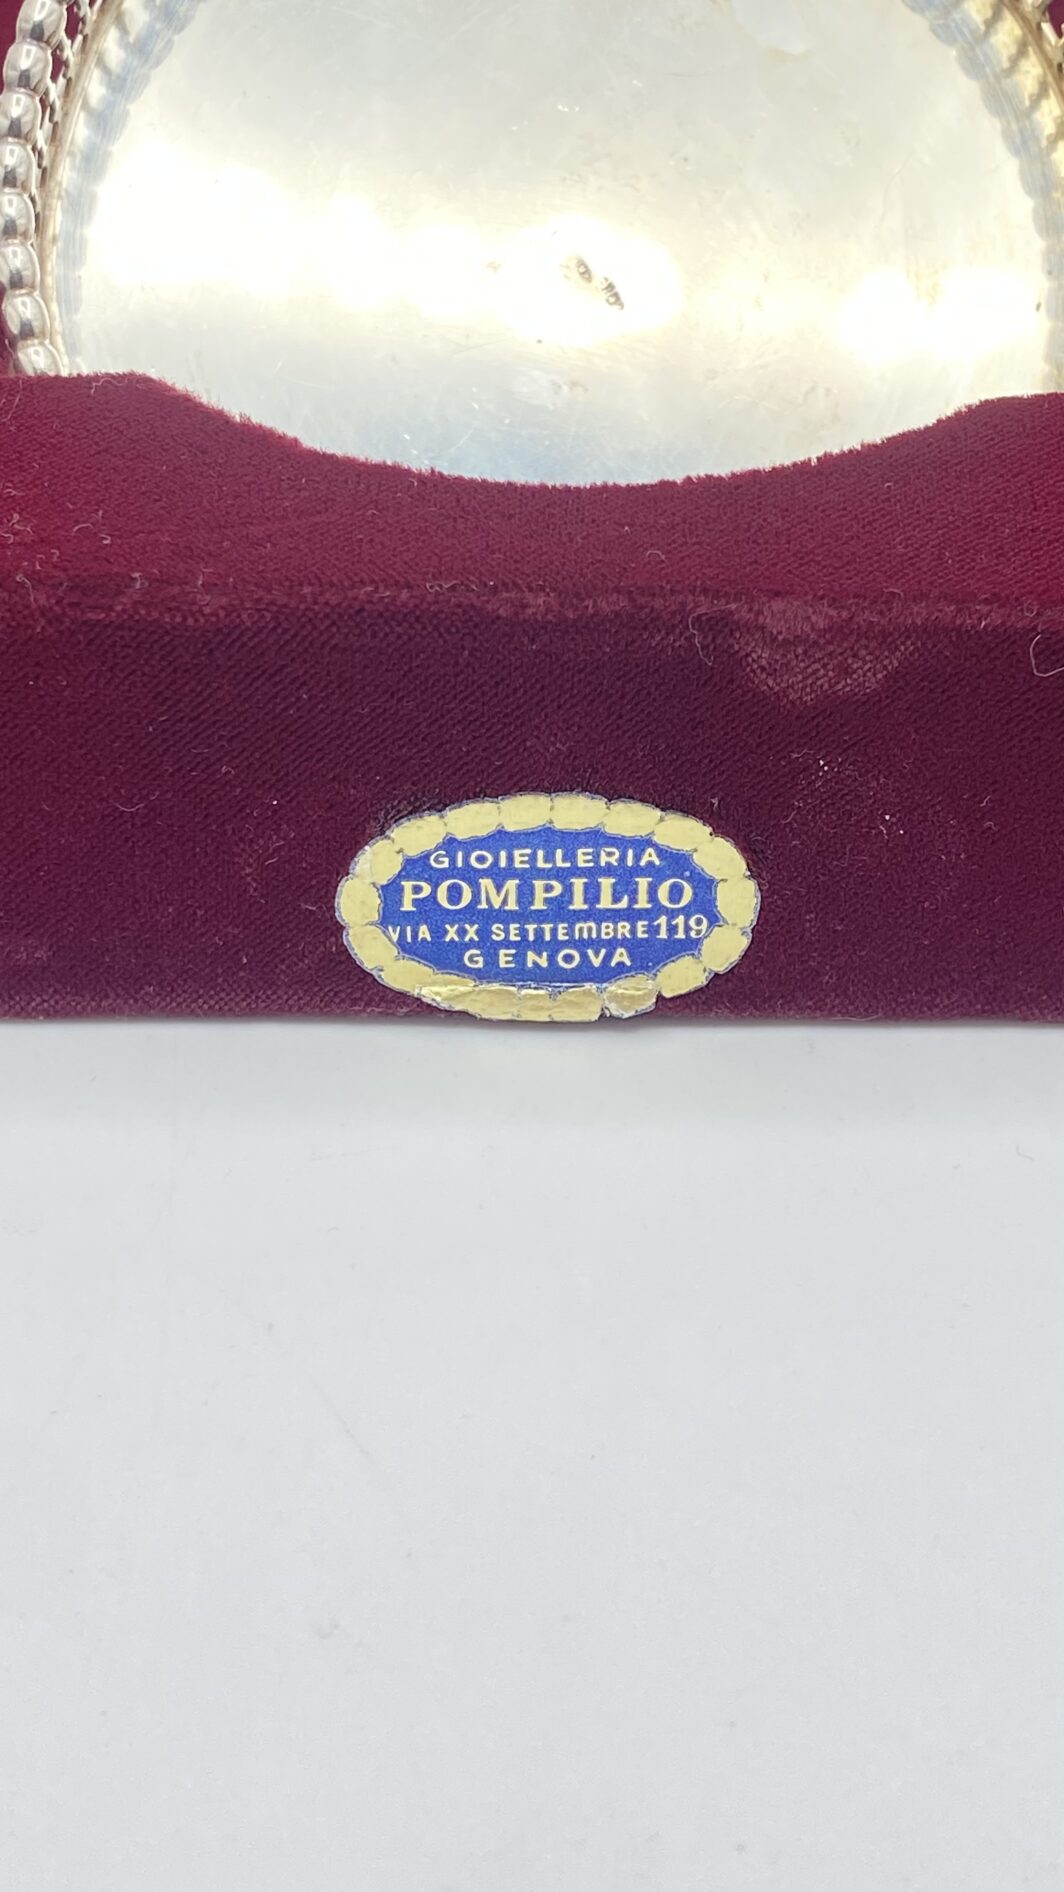 GIOIELLERIA
POMPILIO
VIA XX SETTEMBRE 119
GENOVA